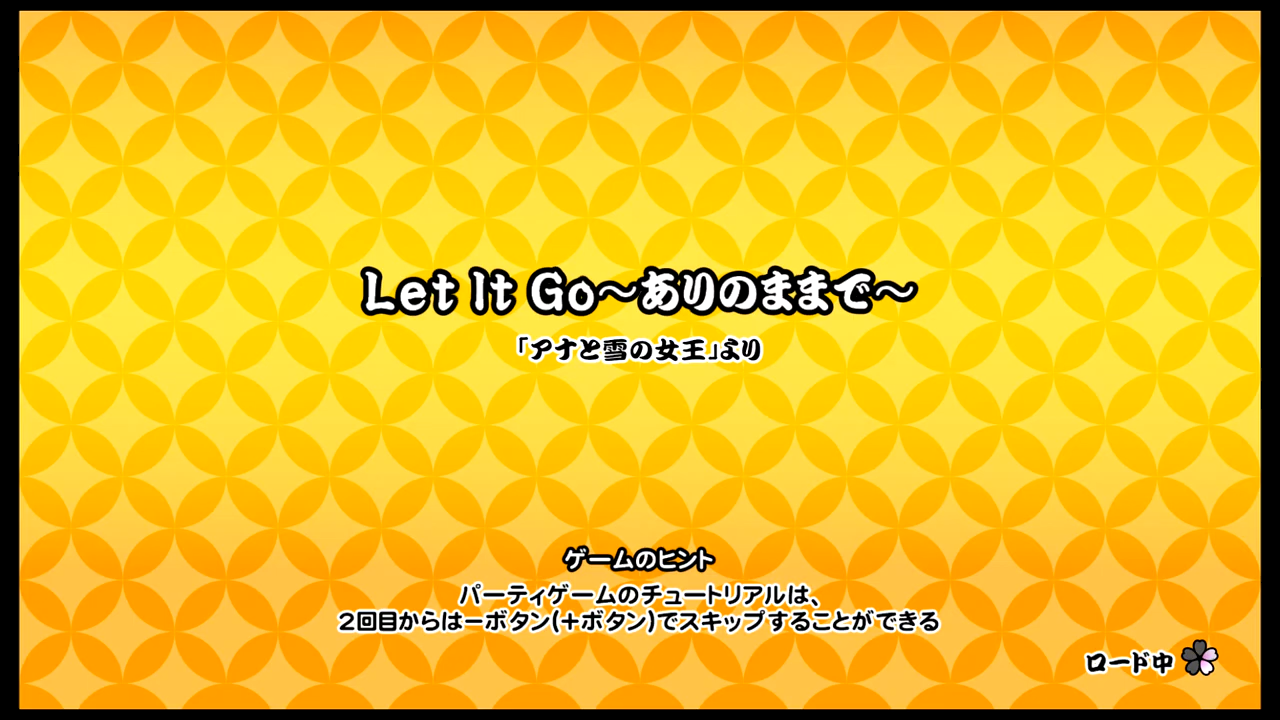 Let It Go～ありのままで～
「アナと雪の女王」より
ゲームのヒント
パーティゲームのチュートリアルは、
2回目からは－ボタン(＋ボタン)でスキップすることができる
ロード中